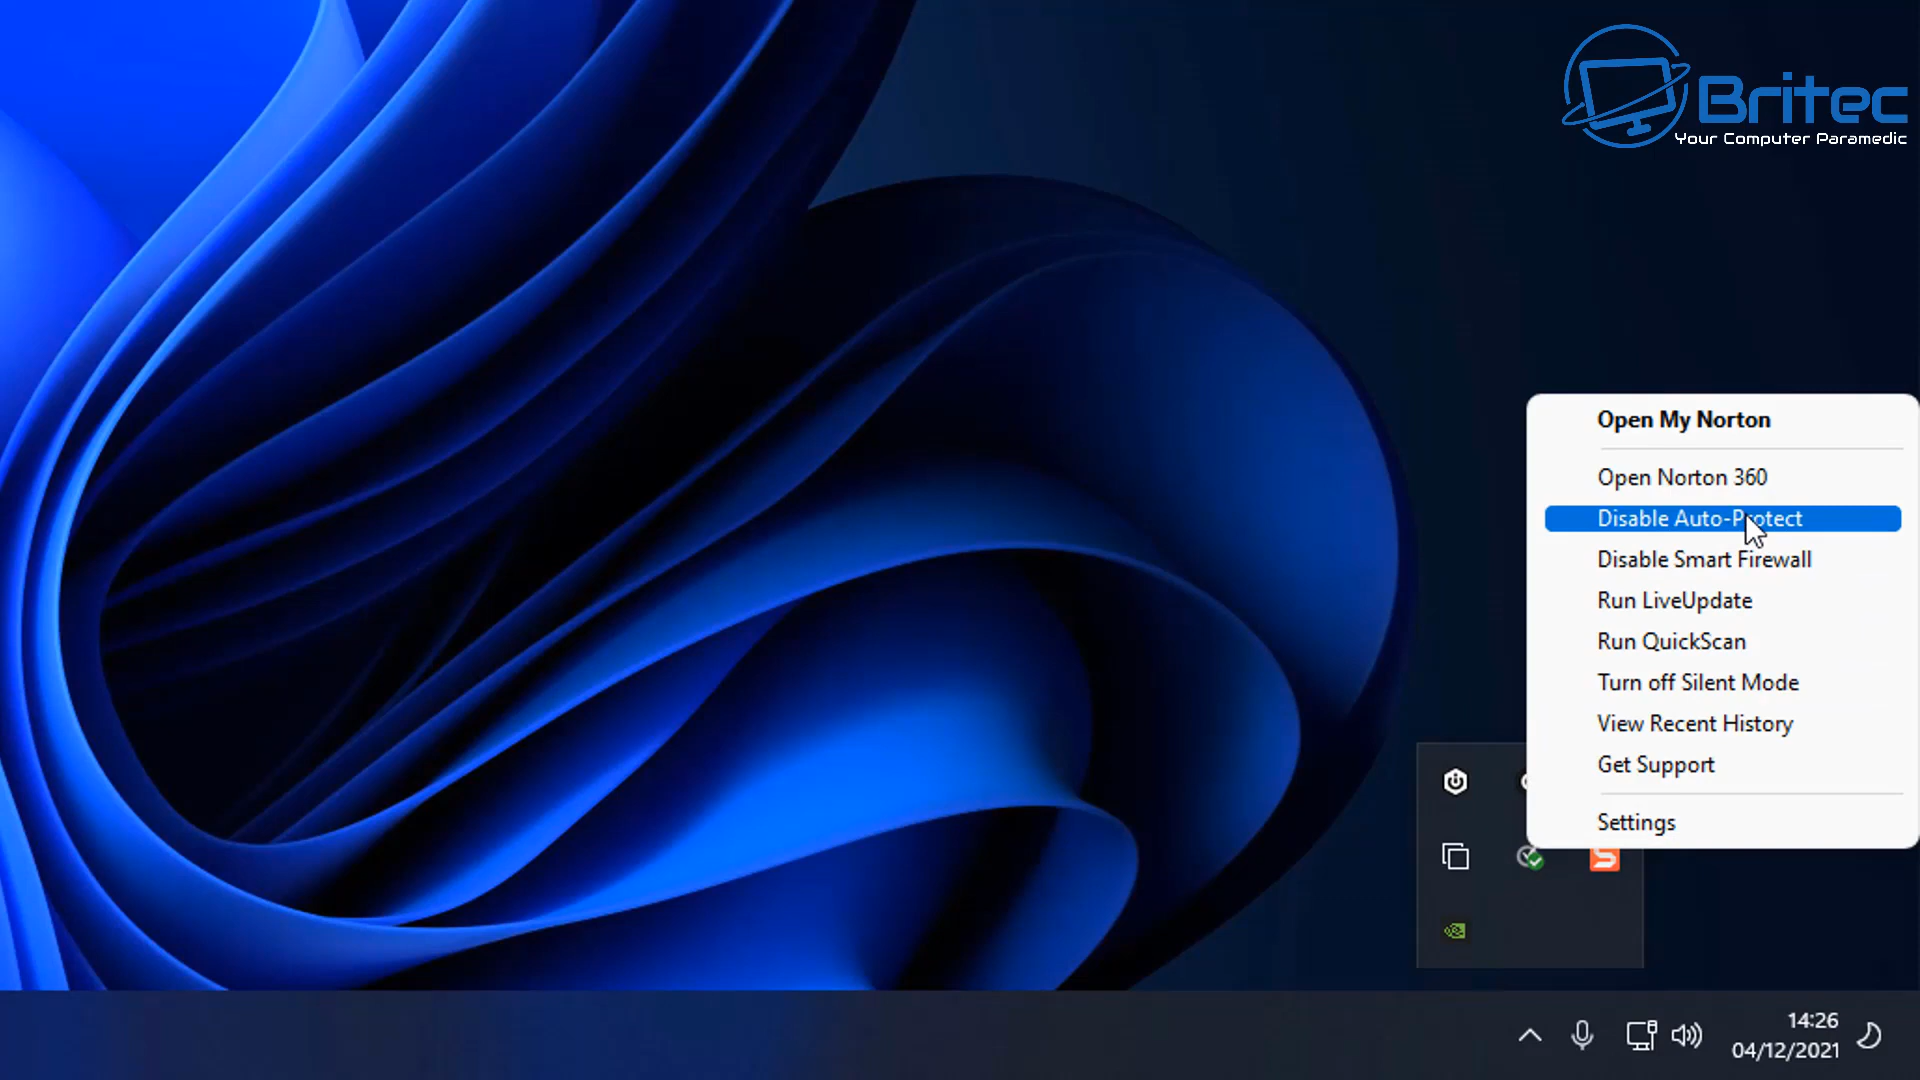 Britec
Your Computer Paramedic
Open My Norton
Open Norton 360
Disable Auto-Protect
Disable Smart Firewall
Run LiveUpdate
Run QuickScan
Turn off Silent Mode
View Recent History
Get Support
Settings
14:26
04/12/2021